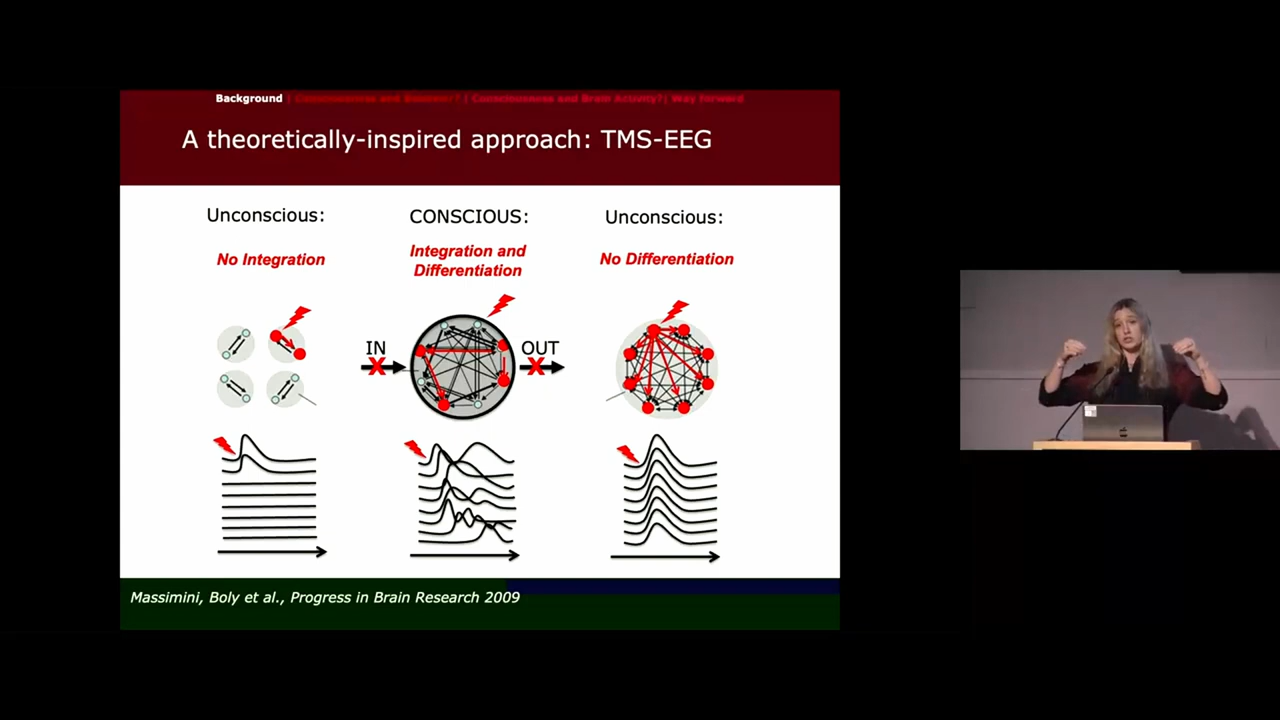 Background | Consciousness and Behavior? | Consciousness and Brain Activity? | Way forward
A theoretically-inspired approach: TMS-EEG
Unconscious:
CONSCIOUS:
Unconscious:
No Integration
Integration and
Differentiation
No Differentiation
IN
X
OUT
X
Massimini, Boly et al., Progress in Brain Research 2009